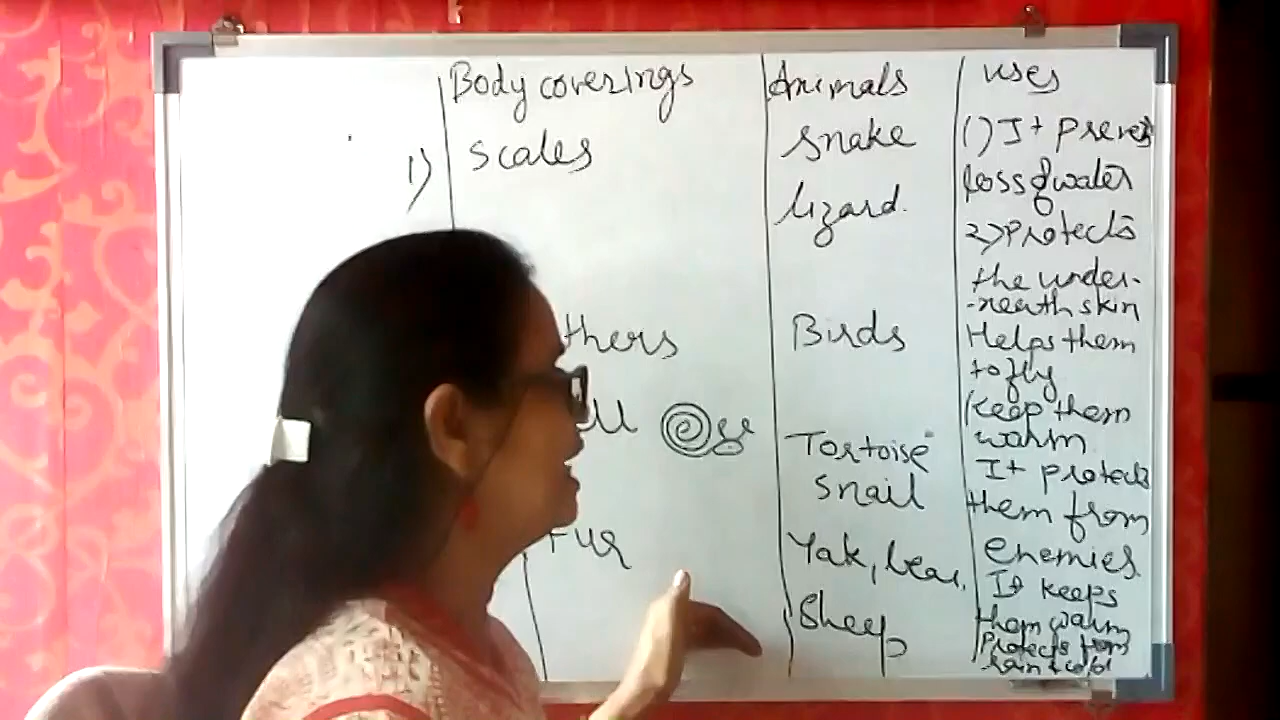 Body coverings Animals uses
1) scales snake (1) It preve
lizard. loss of water
2) Protects
the under-
-neath skin
thers Birds Helps them
to fly
Keep them
warm
Tortoise It protects
snail them from
enemies.
fur Yak, bear, It keeps
Sheep them warm
Protects from
rain & cold